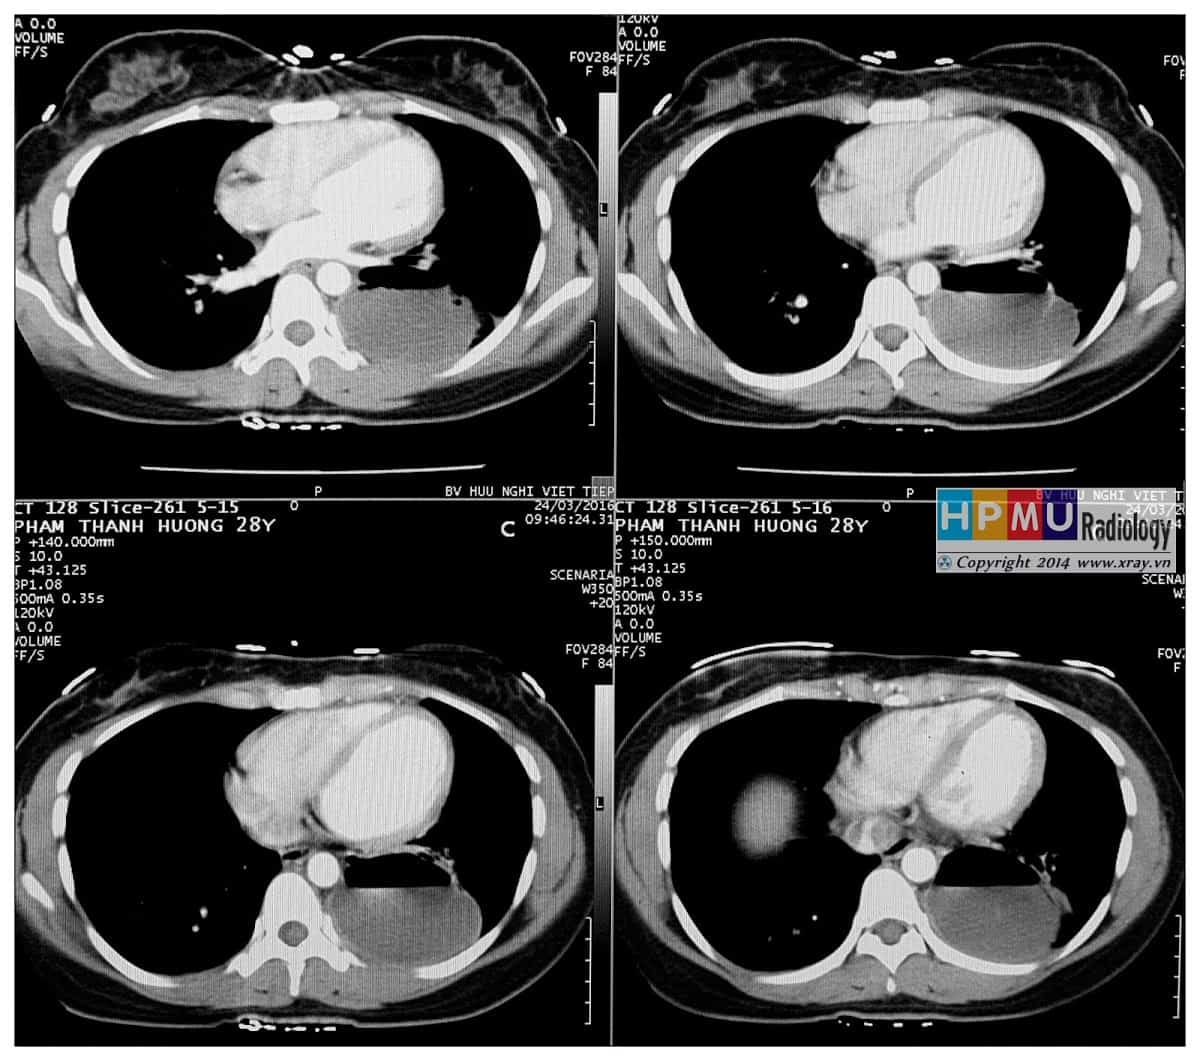 A 0.0
VOLUME
FF/S
FOV284
F 84
L
P
BV HUU NGHI VIET TIEP
120kV
A 0.0
VOLUME
FF/S
P
CT 128 Slice-261 5-15
0
24/03/2016
09:46:24.31
PHAM THANH HUONG 28Y
C
P +140.000mm
S 10.0
T +43.125
BP1.08
500mA 0.35s
120kV
A 0.0
VOLUME
FF/S
SCENARIA
W350
+20
FOV284
F 84
L
CT 128 Slice-261 5-16
0
PHAM THANH HUONG 28Y
P +150.000mm
S 10.0
T +43.125
BP1.08
500mA 0.35s
120kV
A 0.0
VOLUME
FF/S
HPMU Radiology
Copyright 2014 www.xray.vn